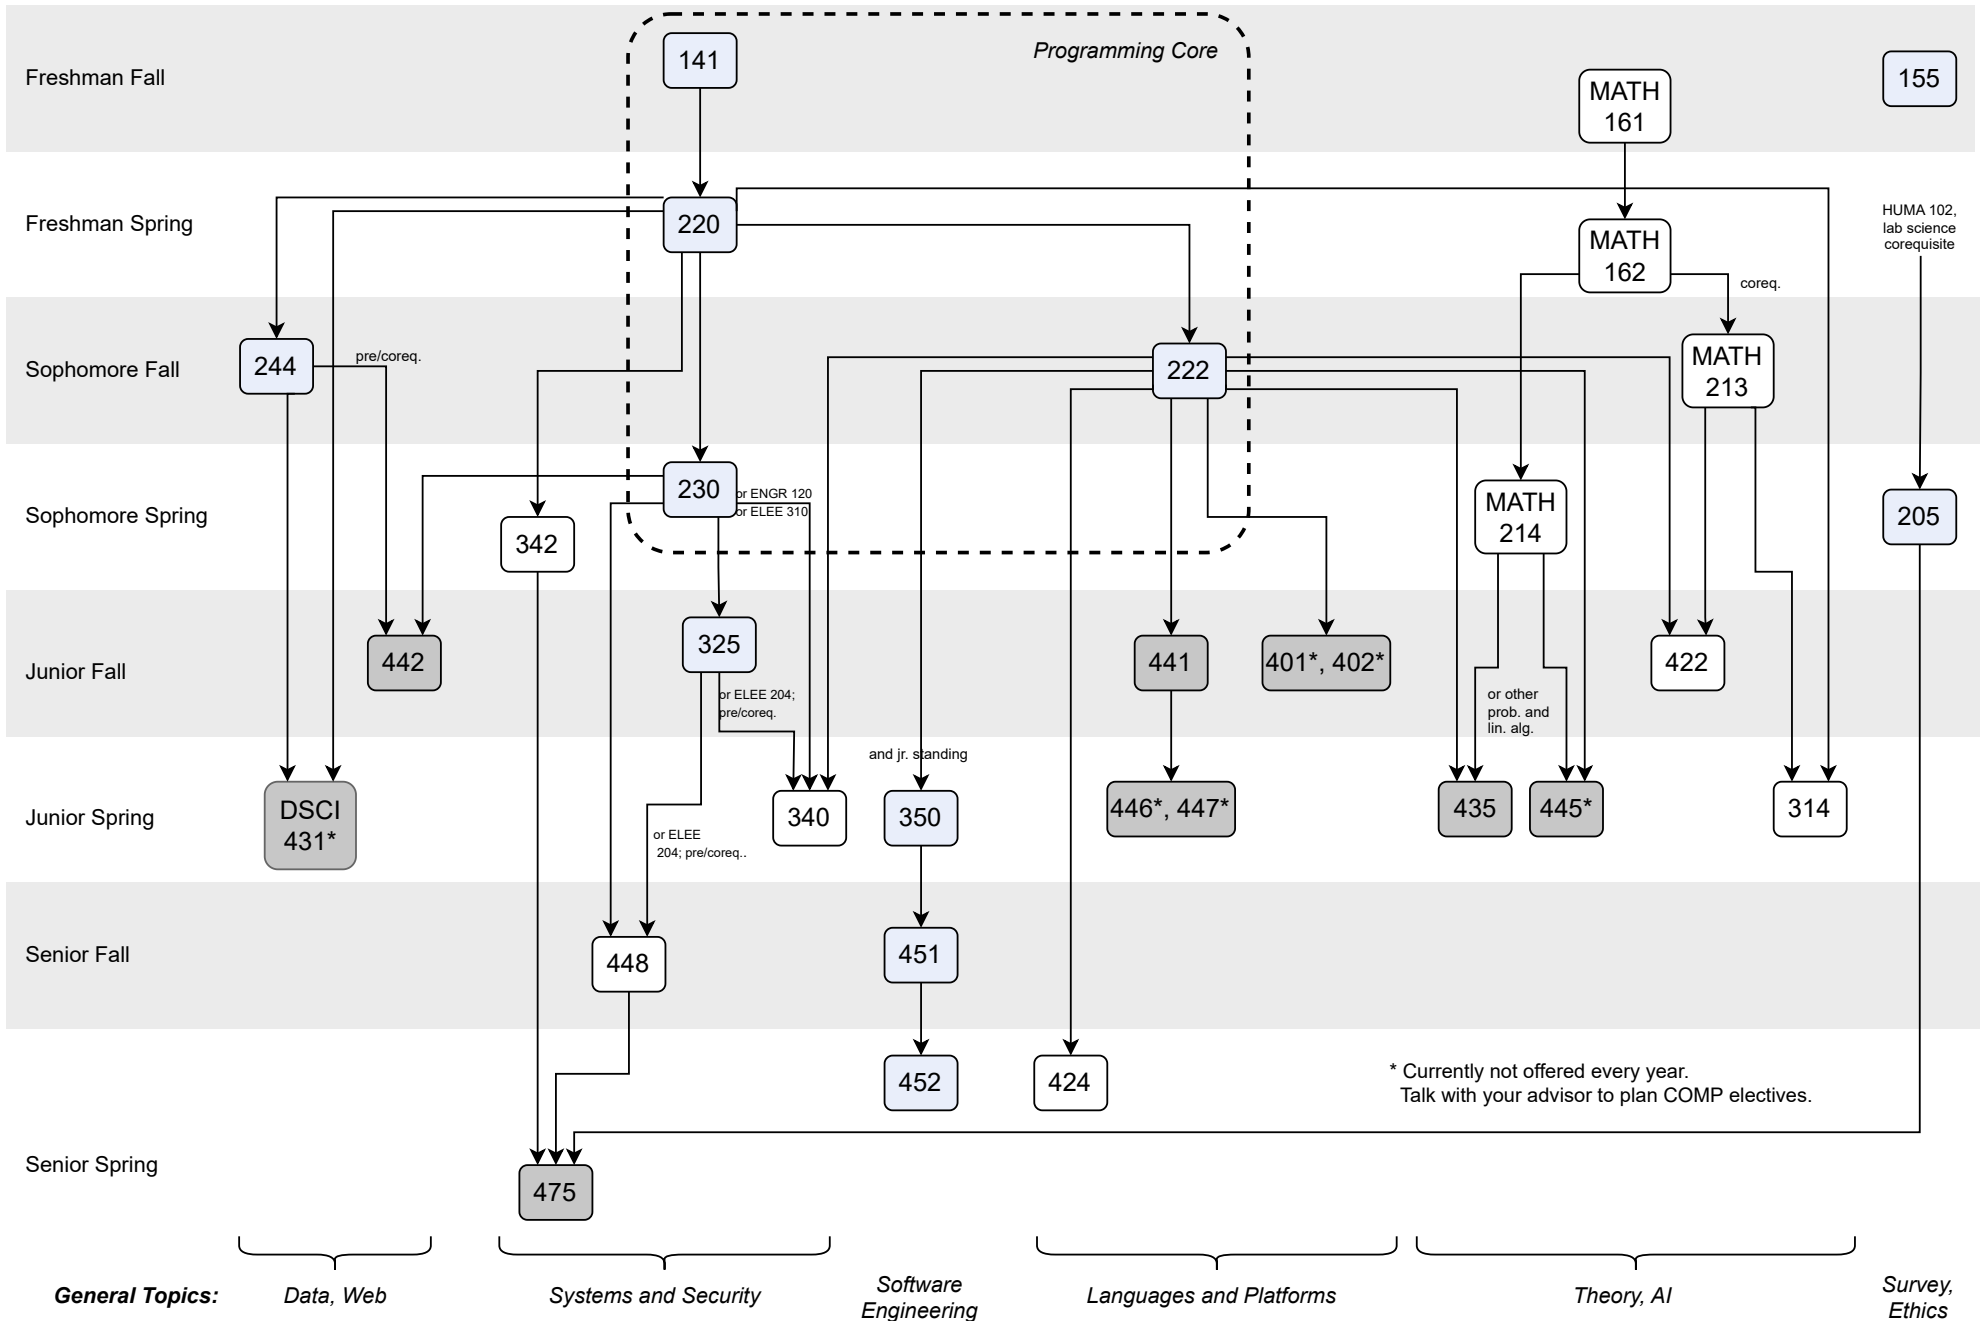 141
Programming Core
Freshman Fall
155
MATH
161
Freshman Spring
220
HUMA 102,
lab science
corequisite
MATH
162
coreq.
Sophomore Fall
244
pre/coreq.
222
MATH
213
Sophomore Spring
230
or ENGR 120
or ELEE 310
342
MATH
214
205
Junior Fall
442
325
or ELEE 204;
pre/coreq.
441
401*, 402*
422
or other
prob. and
lin. alg.
and jr. standing
Junior Spring
DSCI
431*
or ELEE
204; pre/coreq..
340
350
446*, 447*
435
445*
314
Senior Fall
448
451
452
424
* Currently not offered every year.
Talk with your advisor to plan COMP electives.
Senior Spring
475
General Topics:
Data, Web
Systems and Security
Software
Engineering
Languages and Platforms
Theory, AI
Survey,
Ethics